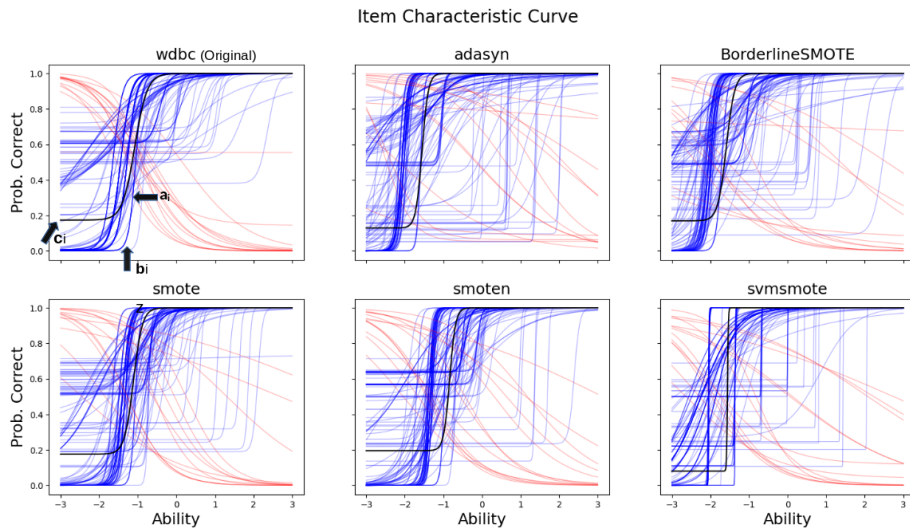 Item Characteristic Curve
wdbc (Original)
adasyn
BorderlineSMOTE
Prob. Correct
1.0
0.8
0.6
0.4
0.2
0.0
ai
ci
bi
smote
smoten
svmsmote
Prob. Correct
1.0
0.8
0.6
0.4
0.2
0.0
z
−3 −2 −1 0 1 2 3
−3 −2 −1 0 1 2 3
−3 −2 −1 0 1 2 3
Ability
Ability
Ability